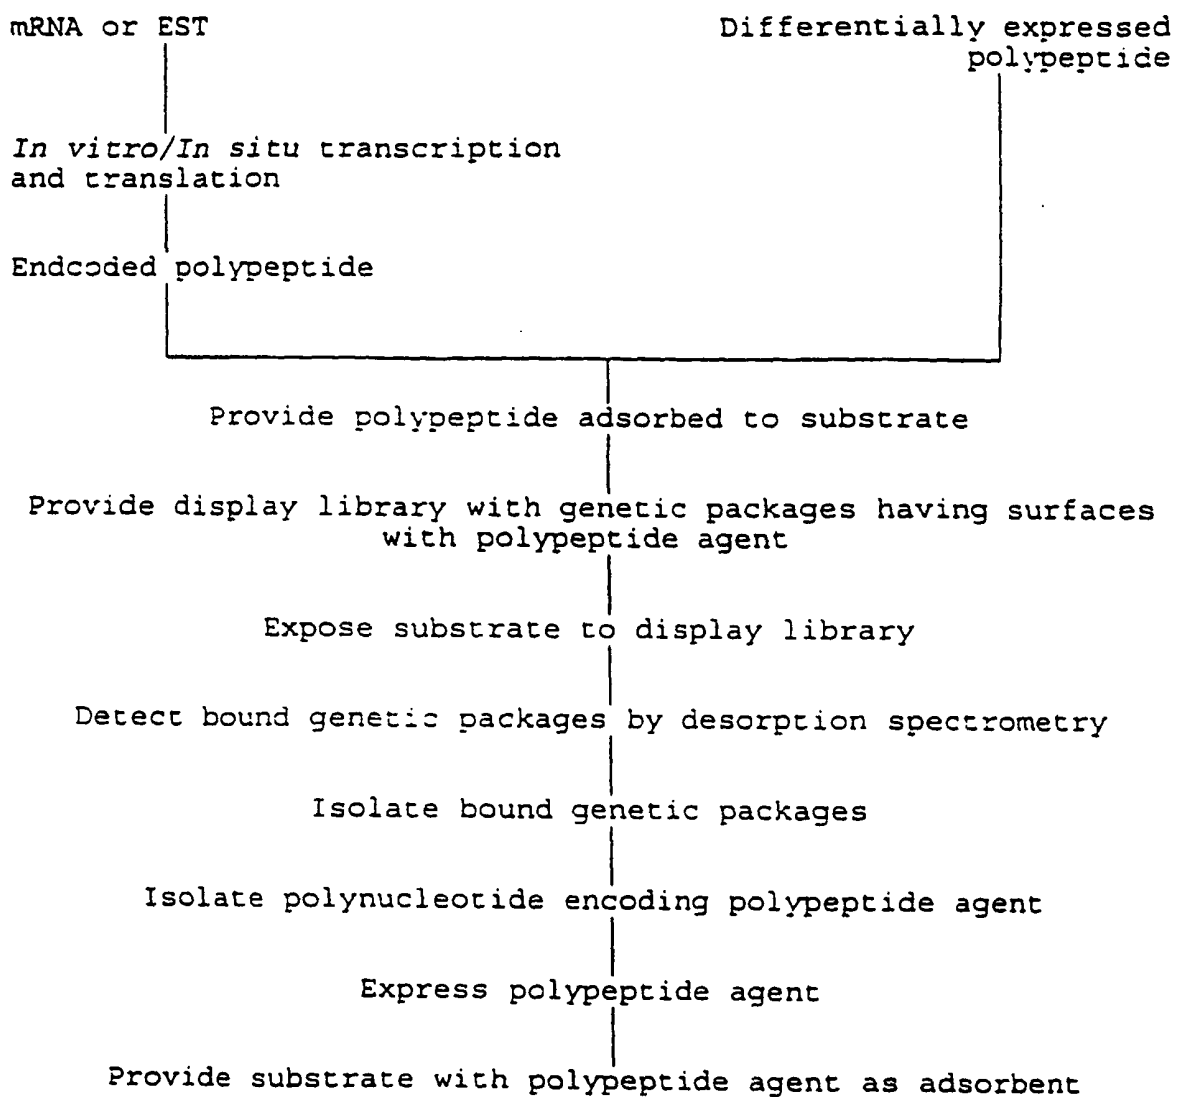 mRNA or EST
Differentially expressed
polypeptide
In vitro/In situ transcription
and translation
Endcoded polypeptide
Provide polypeptide adsorbed to substrate
Provide display library with genetic packages having surfaces
with polypeptide agent
Expose substrate to display library
Detect bound genetic packages by desorption spectrometry
Isolate bound genetic packages
Isolate polynucleotide encoding polypeptide agent
Express polypeptide agent
Provide substrate with polypeptide agent as adsorbent